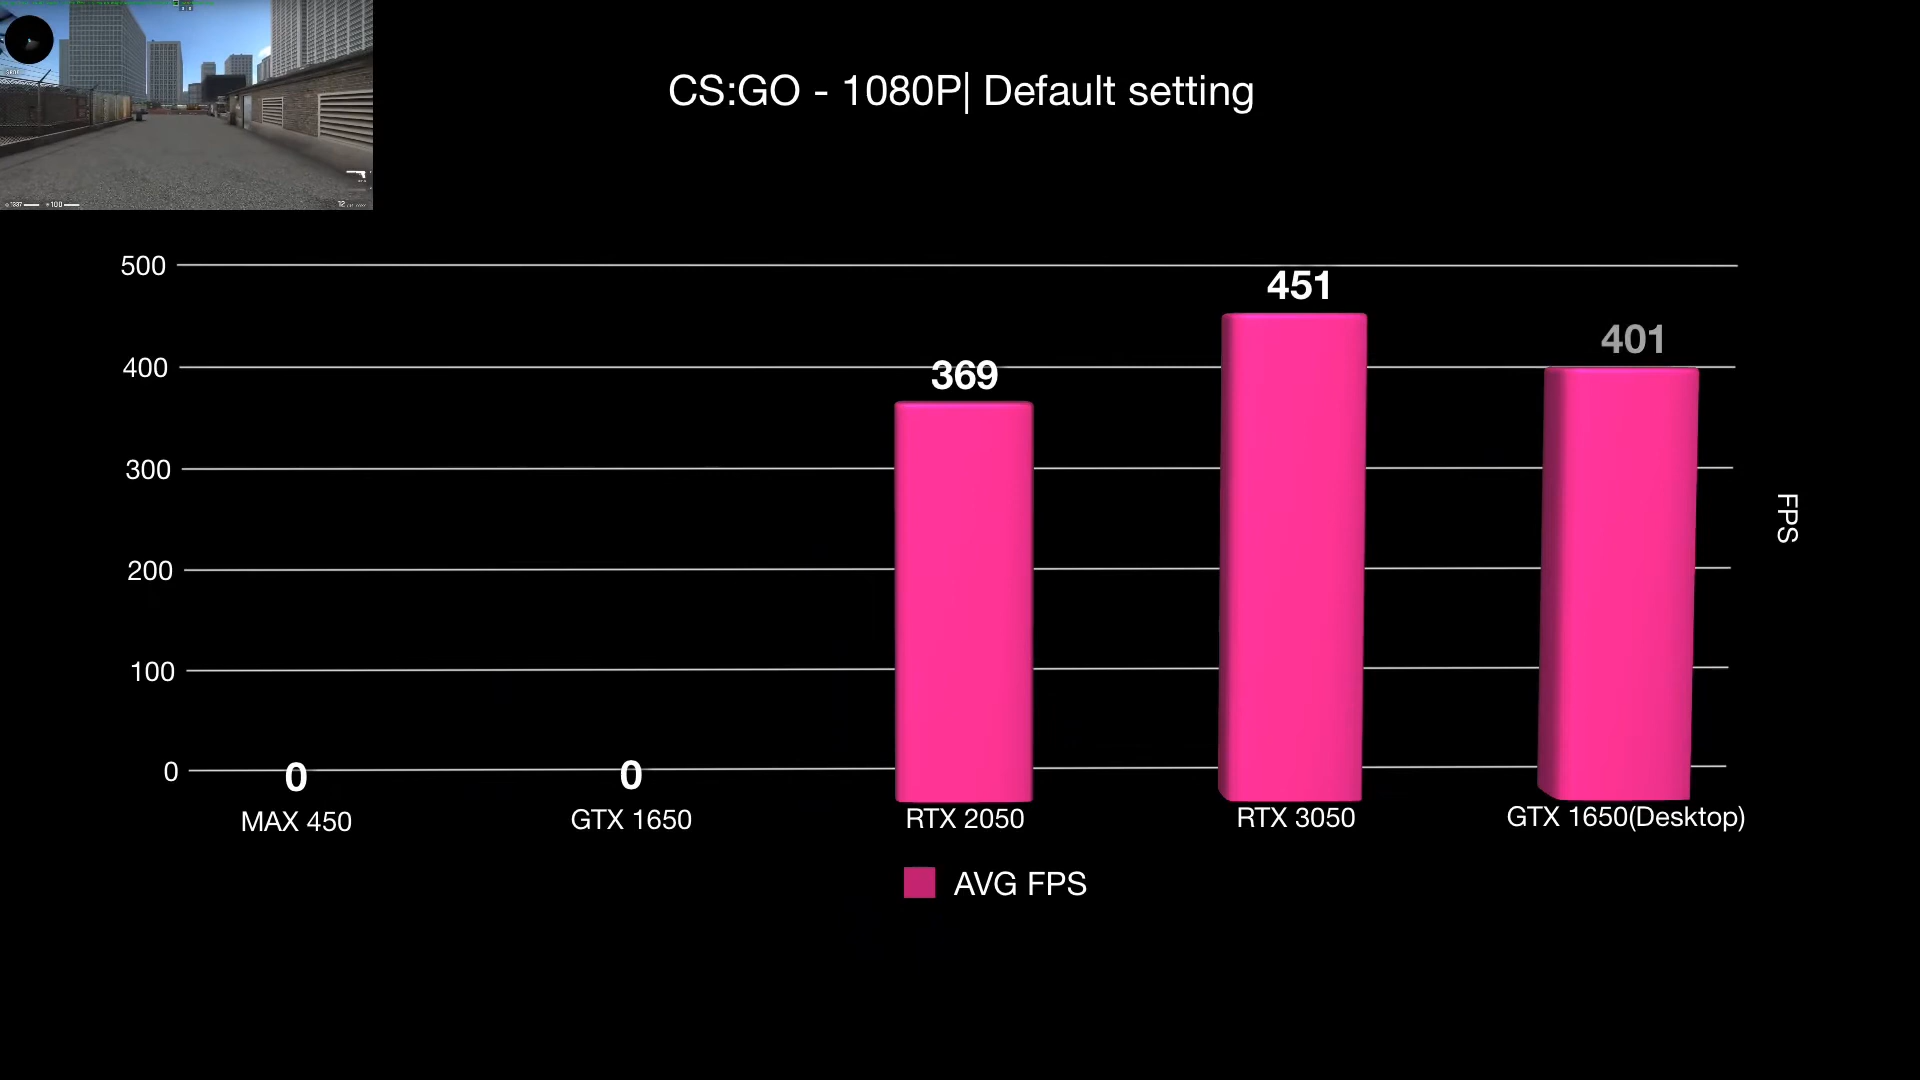 CS:GO - 1080P| Default setting
500
451
401
400
369
300
FPS
200
100
0
0
0
MAX 450
GTX 1650
RTX 2050
RTX 3050
GTX 1650(Desktop)
AVG FPS